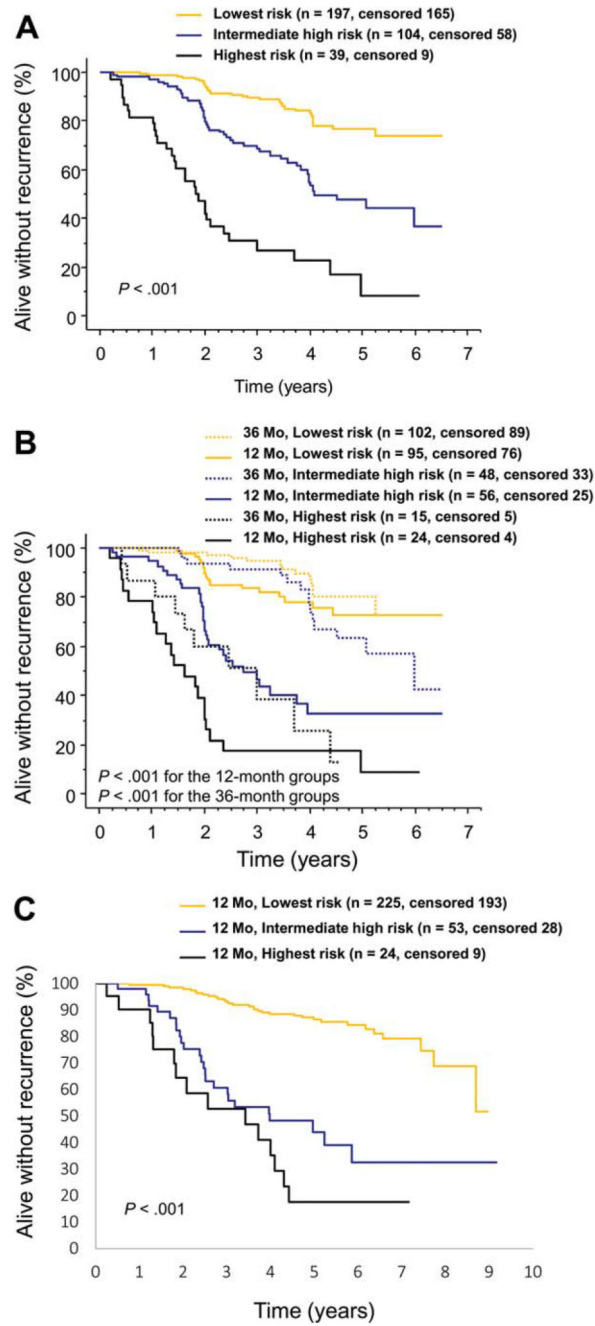 A
Lowest risk (n = 197, censored 165)
Intermediate high risk (n = 104, censored 58)
Highest risk (n = 39, censored 9)
Alive without recurrence (%)
100
80
60
40
20
0
P < .001
0 1 2 3 4 5 6 7
Time (years)
B
36 Mo, Lowest risk (n = 102, censored 89)
12 Mo, Lowest risk (n = 95, censored 76)
36 Mo, Intermediate high risk (n = 48, censored 33)
12 Mo, Intermediate high risk (n = 56, censored 25)
36 Mo, Highest risk (n = 15, censored 5)
12 Mo, Highest risk (n = 24, censored 4)
Alive without recurrence (%)
100
80
60
40
20
0
P < .001 for the 12-month groups
P < .001 for the 36-month groups
0 1 2 3 4 5 6 7
Time (years)
C
12 Mo, Lowest risk (n = 225, censored 193)
12 Mo, Intermediate high risk (n = 53, censored 28)
12 Mo, Highest risk (n = 24, censored 9)
Alive without recurrence (%)
100
90
80
70
60
50
40
30
20
10
0
P < .001
0 1 2 3 4 5 6 7 8 9 10
Time (years)